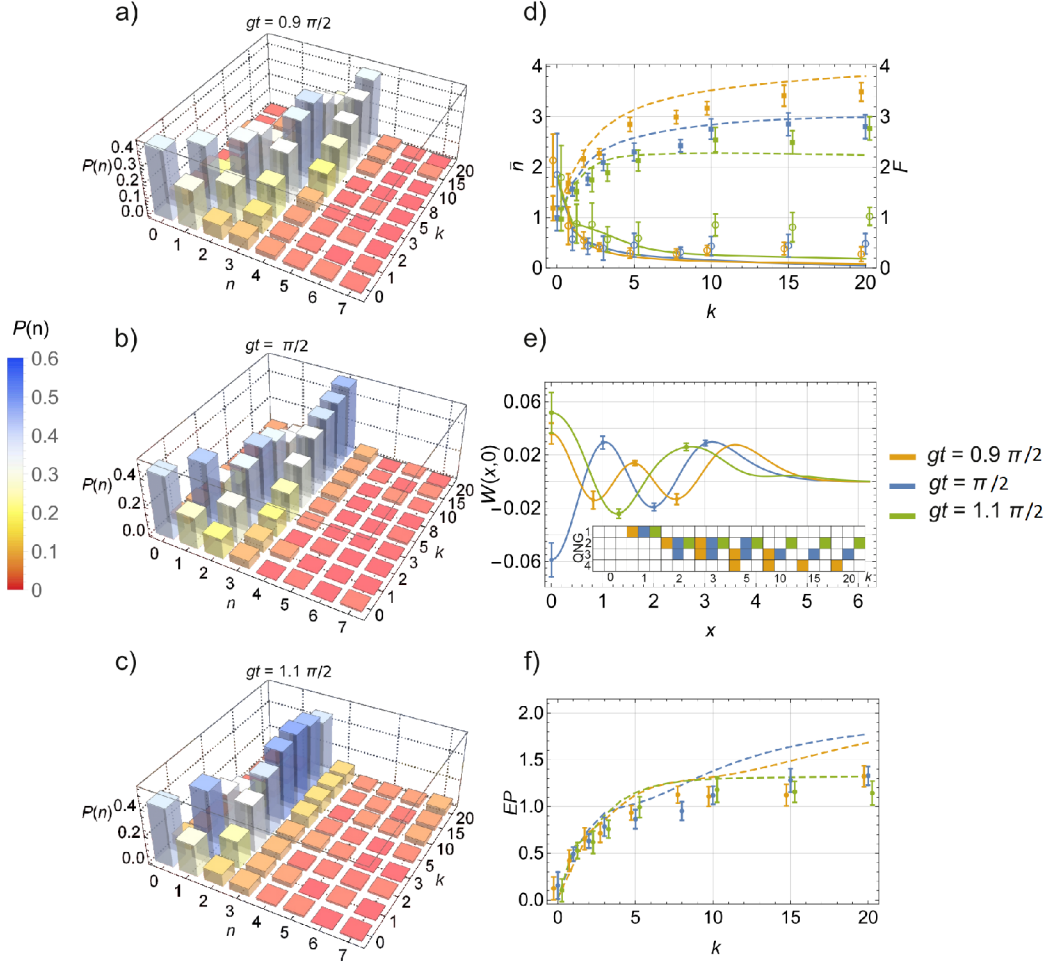 a)
gt = 0.9 π/2
P(n)
0.4
0.3
0.2
0.1
0.0
0 1 2 3 4 5 6 7
n
0 1 2 3 5 8 10 15 20
k
b)
gt = π/2
P(n)
0.4
0.2
0.0
0 1 2 3 4 5 6 7
n
0 1 2 3 5 8 10 15 20
k
c)
gt = 1.1 π/2
P(n)
0.4
0.2
0.0
0 1 2 3 4 5 6 7
n
0 1 2 3 5 8 10 15 20
k
P(n)
0.6
0.5
0.4
0.3
0.2
0.1
0
d)
4
3
2
1
0
n̄
4
3
2
1
0
F
0 5 10 15 20
k
e)
0.06
0.02
−0.02
−0.06
W(x,0)
QNG
1
2
3
4
0 1 2 3 5 10 15 20 k
0 1 2 3 4 5 6
x
gt = 0.9 π/2
gt = π/2
gt = 1.1 π/2
f)
2.0
1.5
1.0
0.5
0.0
EP
0 5 10 15 20
k